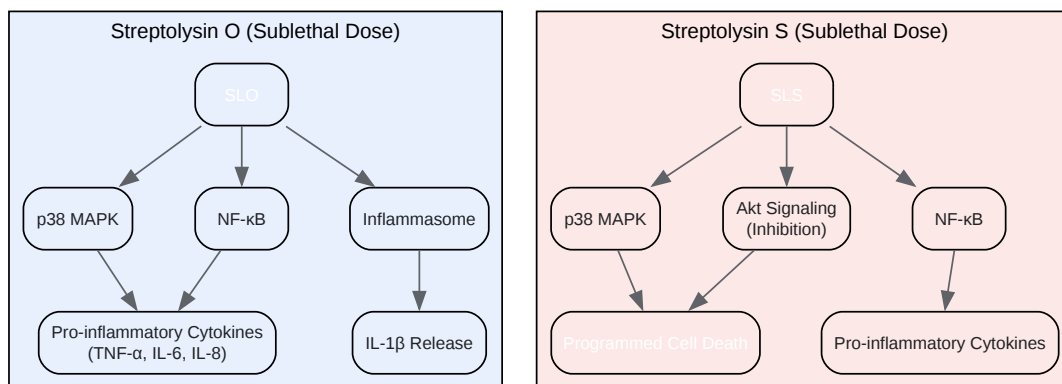 Streptolysin O (Sublethal Dose)
SLO
p38 MAPK
NF-κB
Inflammasome
Pro-inflammatory Cytokines
(TNF-α, IL-6, IL-8)
IL-1β Release
Streptolysin S (Sublethal Dose)
SLS
p38 MAPK
Akt Signaling
(Inhibition)
NF-κB
Programmed Cell Death
Pro-inflammatory Cytokines